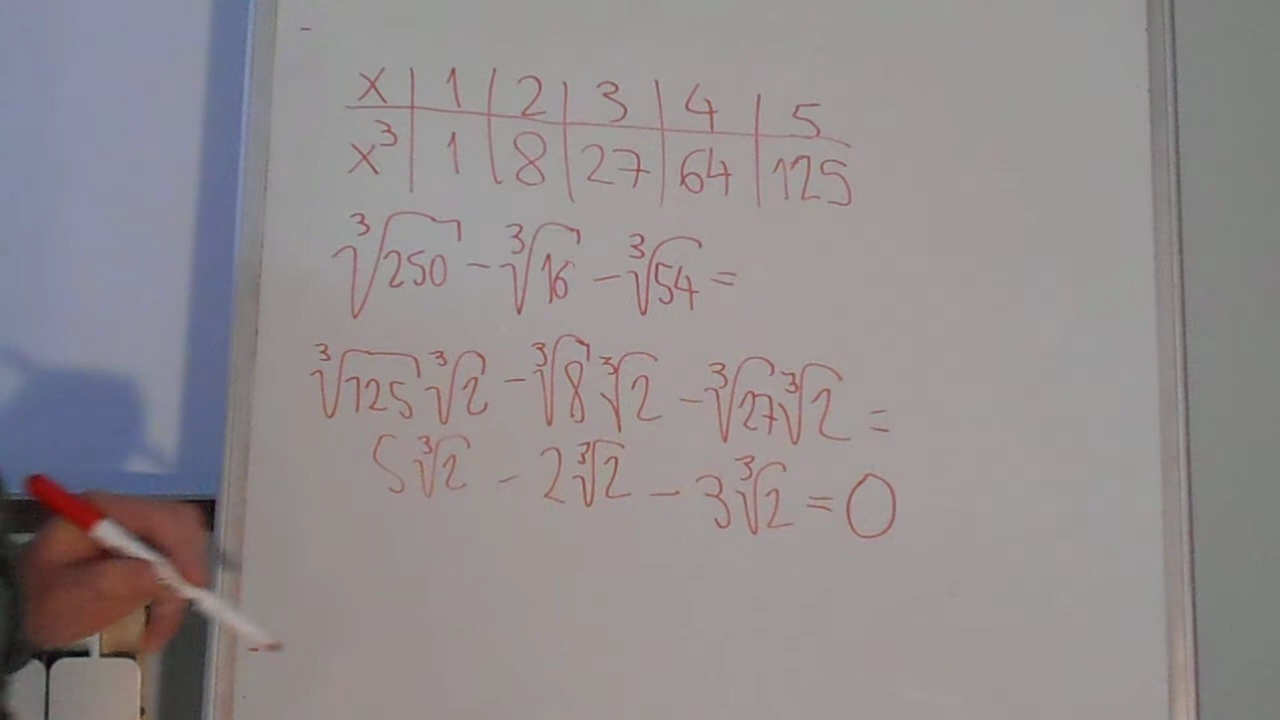 x | 1 | 2 | 3 | 4 | 5
x³ | 1 | 8 | 27 | 64 | 125
∛250 - ∛16 - ∛54 =
∛125 ∛2 - ∛8 ∛2 - ∛27 ∛2 =
5∛2 - 2∛2 - 3∛2 = 0